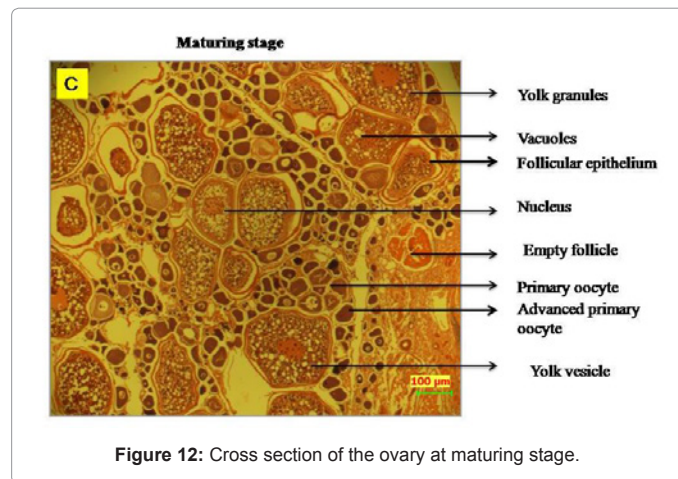 Maturing stage
C
Yolk granules
Vacuoles
Follicular epithelium
Nucleus
Empty follicle
Primary oocyte
Advanced primary
oocyte
Yolk vesicle
100 µm
Figure 12: Cross section of the ovary at maturing stage.